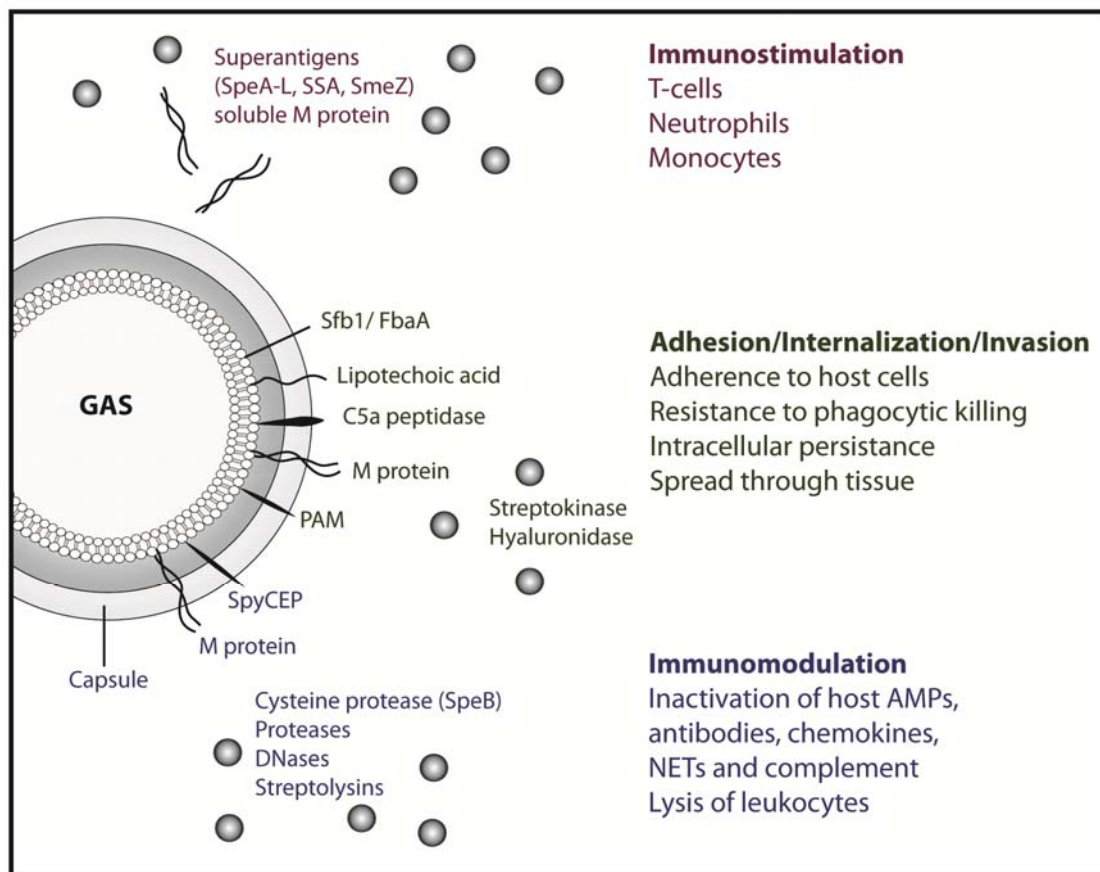 Superantigens
(SpeA-L, SSA, SmeZ)
soluble M protein
Immunostimulation
T-cells
Neutrophils
Monocytes
GAS
Sfb1/ FbaA
Lipotechoic acid
C5a peptidase
M protein
PAM
SpyCEP
M protein
Capsule
Streptokinase
Hyaluronidase
Adhesion/Internalization/Invasion
Adherence to host cells
Resistance to phagocytic killing
Intracellular persistance
Spread through tissue
Cysteine protease (SpeB)
Proteases
DNases
Streptolysins
Immunomodulation
Inactivation of host AMPs,
antibodies, chemokines,
NETs and complement
Lysis of leukocytes